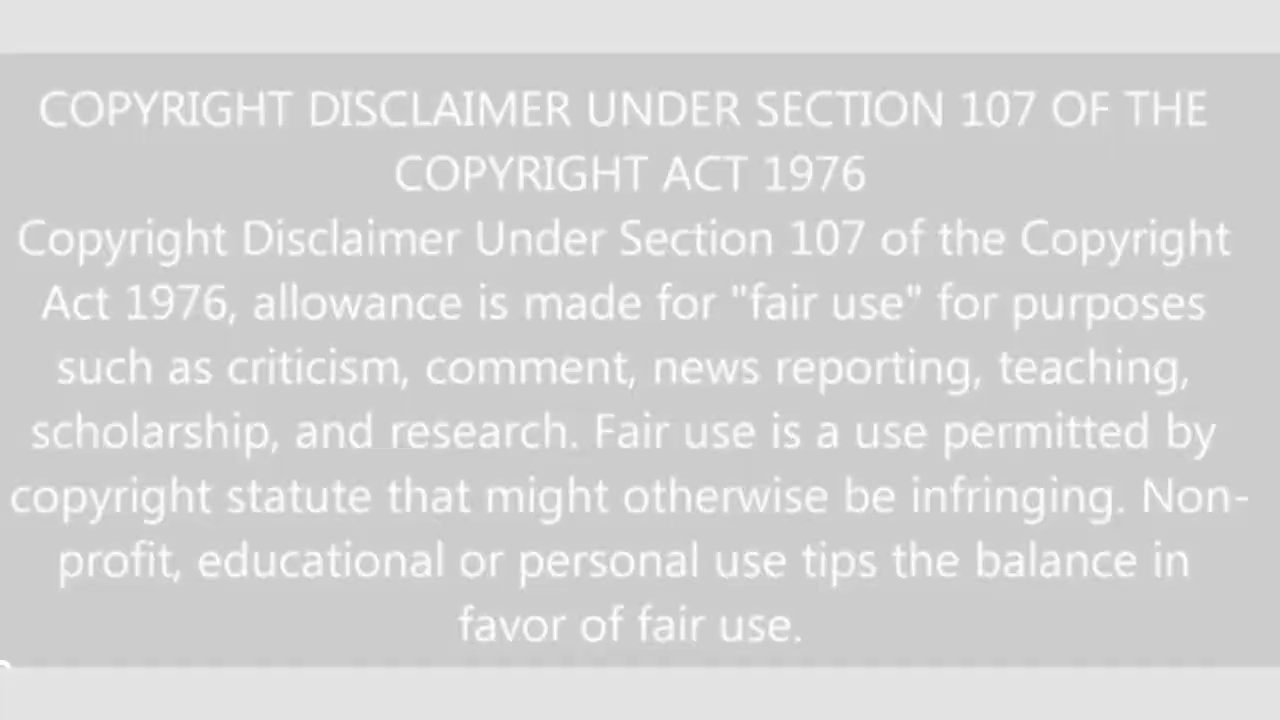 COPYRIGHT DISCLAIMER UNDER SECTION 107 OF THE
COPYRIGHT ACT 1976
Copyright Disclaimer Under Section 107 of the Copyright
Act 1976, allowance is made for "fair use" for purposes
such as criticism, comment, news reporting, teaching,
scholarship, and research. Fair use is a use permitted by
copyright statute that might otherwise be infringing. Non-
profit, educational or personal use tips the balance in
favor of fair use.